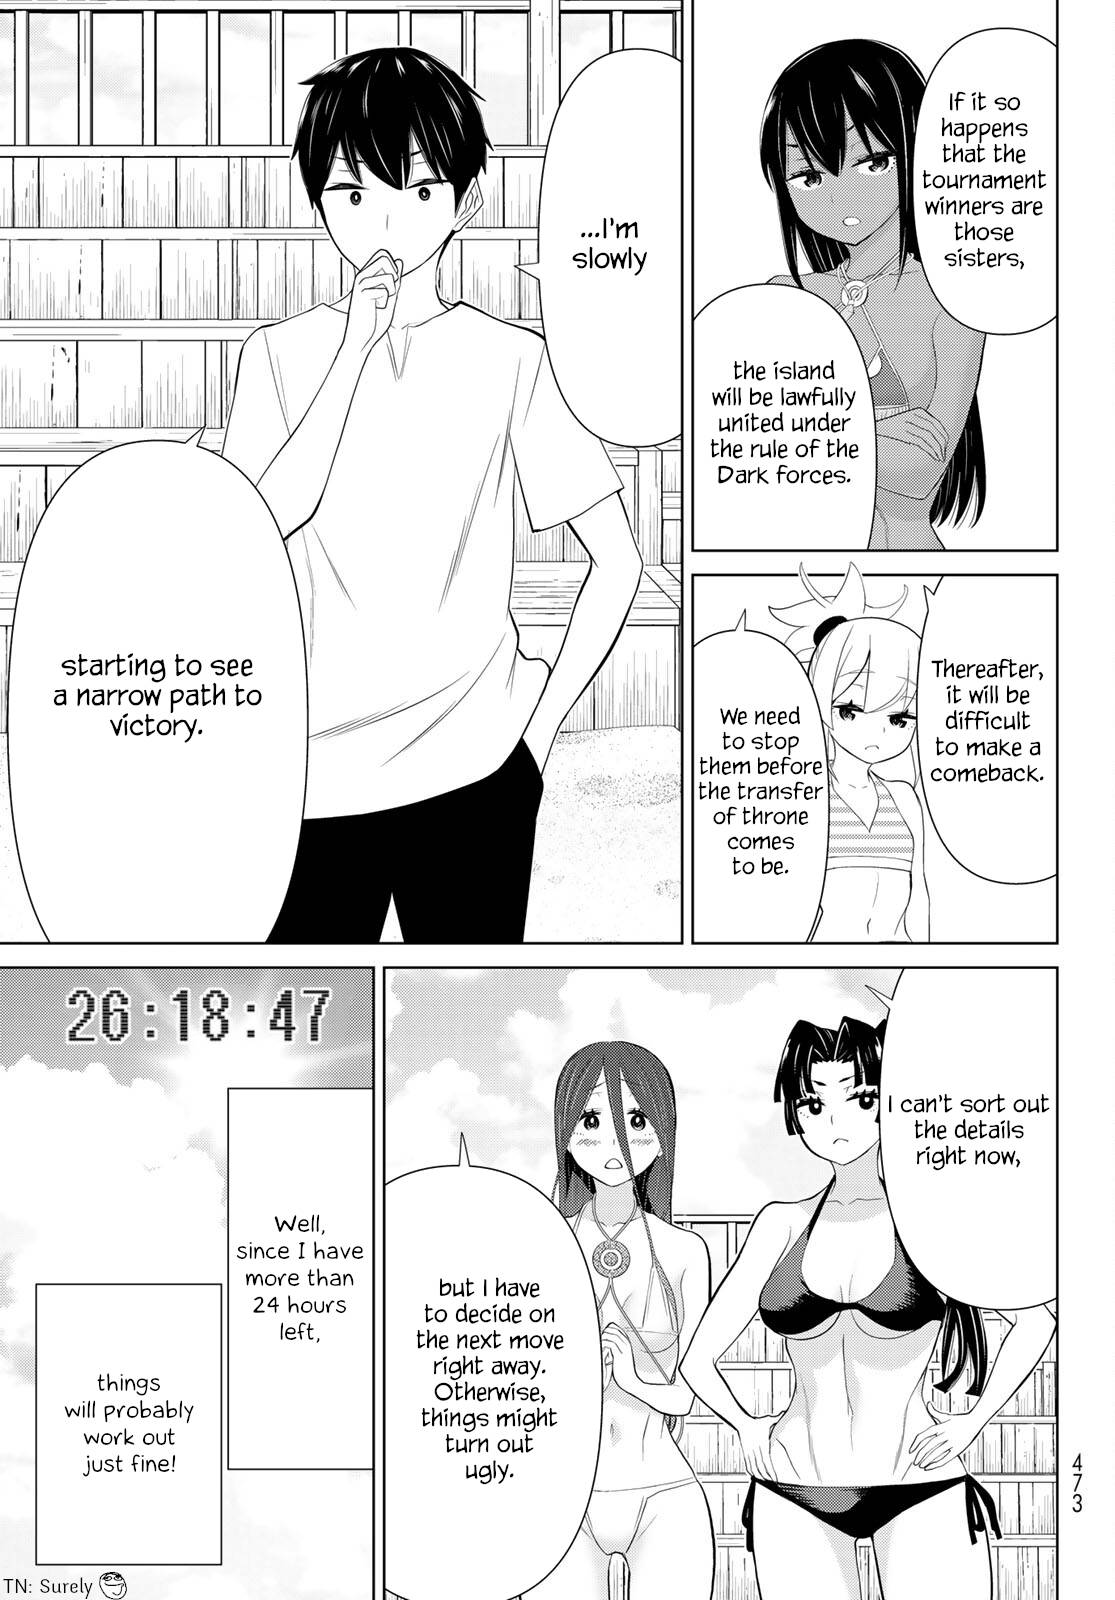 If it so
happens
that the
tournament
winners are
those
sisters,
the island
will be lawfully
united under
the rule of the
Dark forces.
Thereafter,
it will be
difficult
to make a
comeback.
We need
to stop
them before
the transfer
of throne
comes
to be.
...I'm
slowly
starting to see
a narrow path to
victory.
I can't sort out
the details
right now,
but I have
to decide on
the next move
right away.
Otherwise,
things might
turn out
ugly.
26:18:47
Well,
since I have
more than
24 hours
left,
things
will probably
work out
just fine!
473
TN: Surely